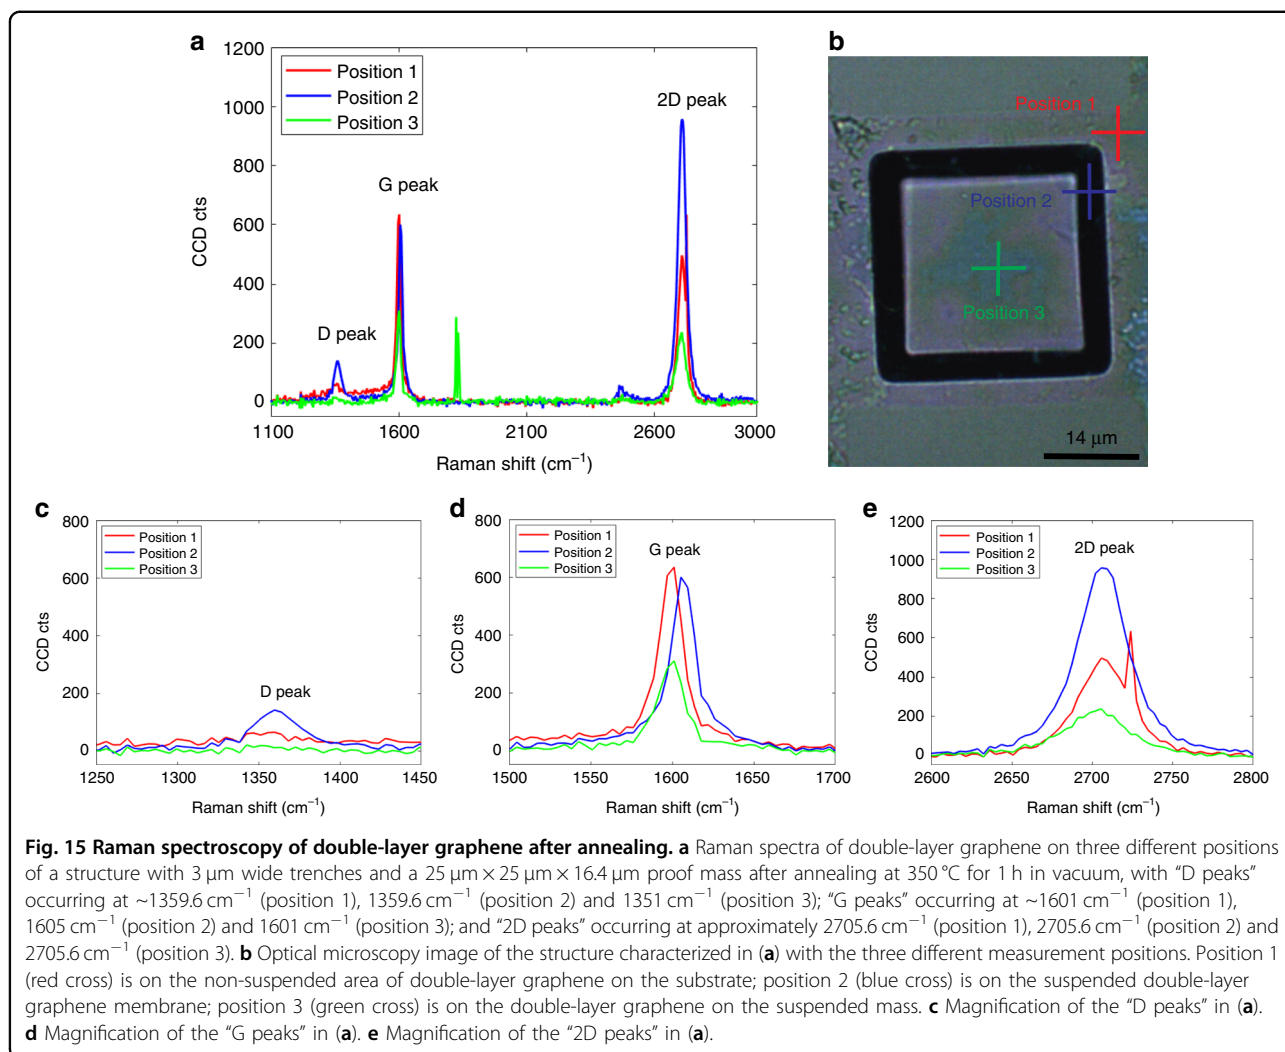 a
1200
1000
800
600
400
200
0
CCD cts
Position 1
Position 2
Position 3
D peak
G peak
2D peak
1100 1600 2100 2600 3000
Raman shift (cm⁻¹)
b
Position 1
Position 2
Position 3
14 μm
c
800
600
400
200
0
CCD cts
Position 1
Position 2
Position 3
D peak
1250 1300 1350 1400 1450
Raman shift (cm⁻¹)
d
800
600
400
200
0
CCD cts
Position 1
Position 2
Position 3
G peak
1500 1550 1600 1650 1700
Raman shift (cm⁻¹)
e
1200
1000
800
600
400
200
0
CCD cts
Position 1
Position 2
Position 3
2D peak
2600 2650 2700 2750 2800
Raman shift (cm⁻¹)
Fig. 15 Raman spectroscopy of double-layer graphene after annealing. a Raman spectra of double-layer graphene on three different positions
of a structure with 3 μm wide trenches and a 25 μm × 25 μm × 16.4 μm proof mass after annealing at 350 °C for 1 h in vacuum, with “D peaks”
occurring at ~1359.6 cm⁻¹ (position 1), 1359.6 cm⁻¹ (position 2) and 1351 cm⁻¹ (position 3); “G peaks” occurring at ~1601 cm⁻¹ (position 1),
1605 cm⁻¹ (position 2) and 1601 cm⁻¹ (position 3); and “2D peaks” occurring at approximately 2705.6 cm⁻¹ (position 1), 2705.6 cm⁻¹ (position 2) and
2705.6 cm⁻¹ (position 3). b Optical microscopy image of the structure characterized in (a) with the three different measurement positions. Position 1
(red cross) is on the non-suspended area of double-layer graphene on the substrate; position 2 (blue cross) is on the suspended double-layer
graphene membrane; position 3 (green cross) is on the double-layer graphene on the suspended mass. c Magnification of the “D peaks” in (a).
d Magnification of the “G peaks” in (a). e Magnification of the “2D peaks” in (a).